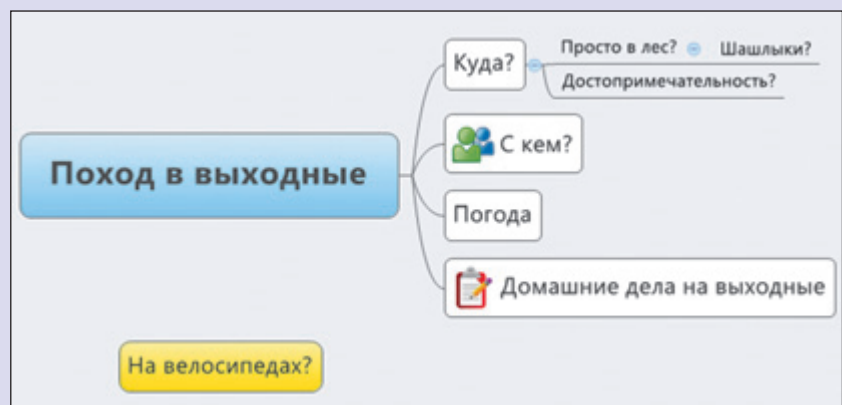 Поход в выходные
Куда?
Просто в лес?
Шашлыки?
Достопримечательность?
С кем?
Погода
Домашние дела на выходные
На велосипедах?